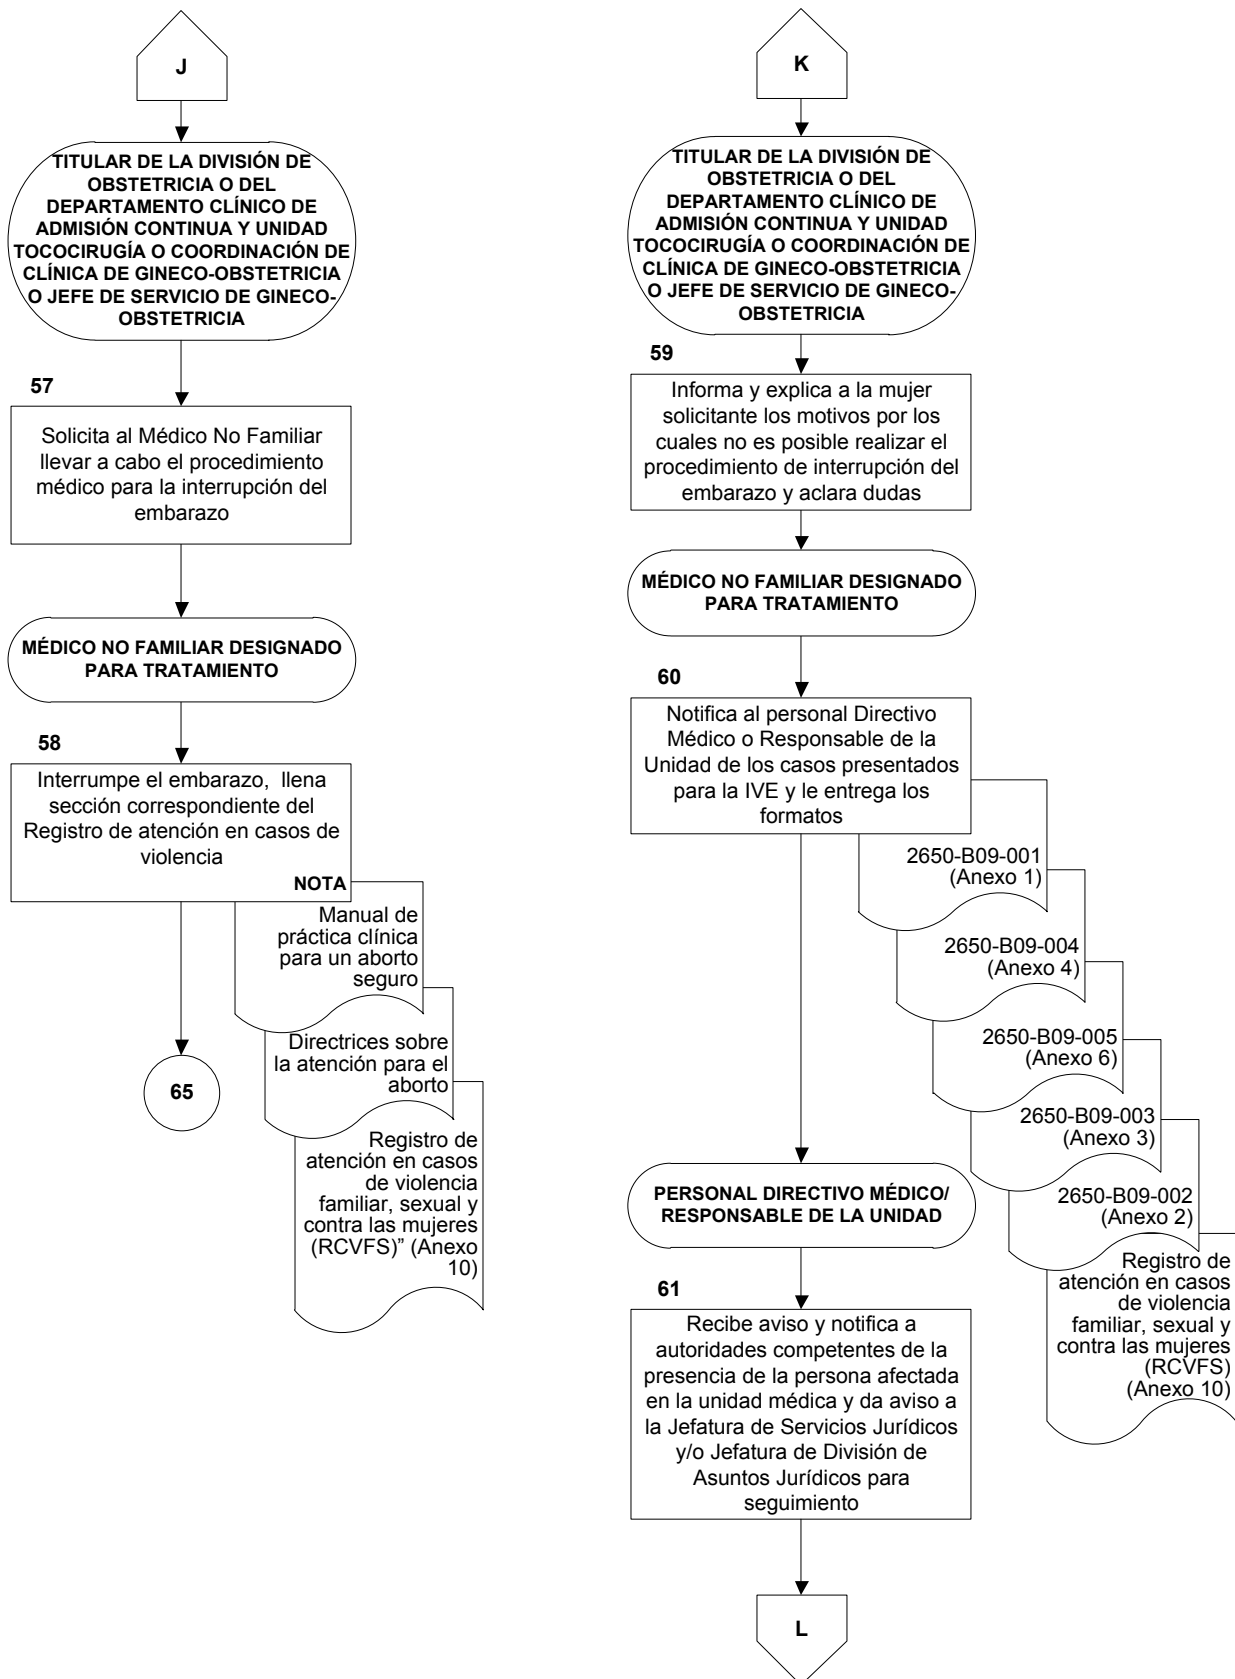 J
TITULAR DE LA DIVISIÓN DE
OBSTETRICIA O DEL
DEPARTAMENTO CLÍNICO DE
ADMISIÓN CONTINUA Y UNIDAD
TOCOCIRUGÍA O COORDINACIÓN DE
CLÍNICA DE GINECO-OBSTETRICIA
O JEFE DE SERVICIO DE GINECO-
OBSTETRICIA
57
Solicita al Médico No Familiar
llevar a cabo el procedimiento
médico para la interrupción del
embarazo
MÉDICO NO FAMILIAR DESIGNADO
PARA TRATAMIENTO
58
Interrumpe el embarazo, llena
sección correspondiente del
Registro de atención en casos de
violencia
NOTA
Manual de
práctica clínica
para un aborto
seguro
Directrices sobre
la atención para el
aborto
Registro de
atención en casos
de violencia
familiar, sexual y
contra las mujeres
(RCVFS)” (Anexo
10)
65
K
TITULAR DE LA DIVISIÓN DE
OBSTETRICIA O DEL
DEPARTAMENTO CLÍNICO DE
ADMISIÓN CONTINUA Y UNIDAD
TOCOCIRUGÍA O COORDINACIÓN DE
CLÍNICA DE GINECO-OBSTETRICIA
O JEFE DE SERVICIO DE GINECO-
OBSTETRICIA
59
Informa y explica a la mujer
solicitante los motivos por los
cuales no es posible realizar el
procedimiento de interrupción del
embarazo y aclara dudas
MÉDICO NO FAMILIAR DESIGNADO
PARA TRATAMIENTO
60
Notifica al personal Directivo
Médico o Responsable de la
Unidad de los casos presentados
para la IVE y le entrega los
formatos
2650-B09-001
(Anexo 1)
2650-B09-004
(Anexo 4)
2650-B09-005
(Anexo 6)
2650-B09-003
(Anexo 3)
2650-B09-002
(Anexo 2)
Registro de
atención en casos
de violencia
familiar, sexual y
contra las mujeres
(RCVFS)
(Anexo 10)
PERSONAL DIRECTIVO MÉDICO/
RESPONSABLE DE LA UNIDAD
61
Recibe aviso y notifica a
autoridades competentes de la
presencia de la persona afectada
en la unidad médica y da aviso a
la Jefatura de Servicios Jurídicos
y/o Jefatura de División de
Asuntos Jurídicos para
seguimiento
L